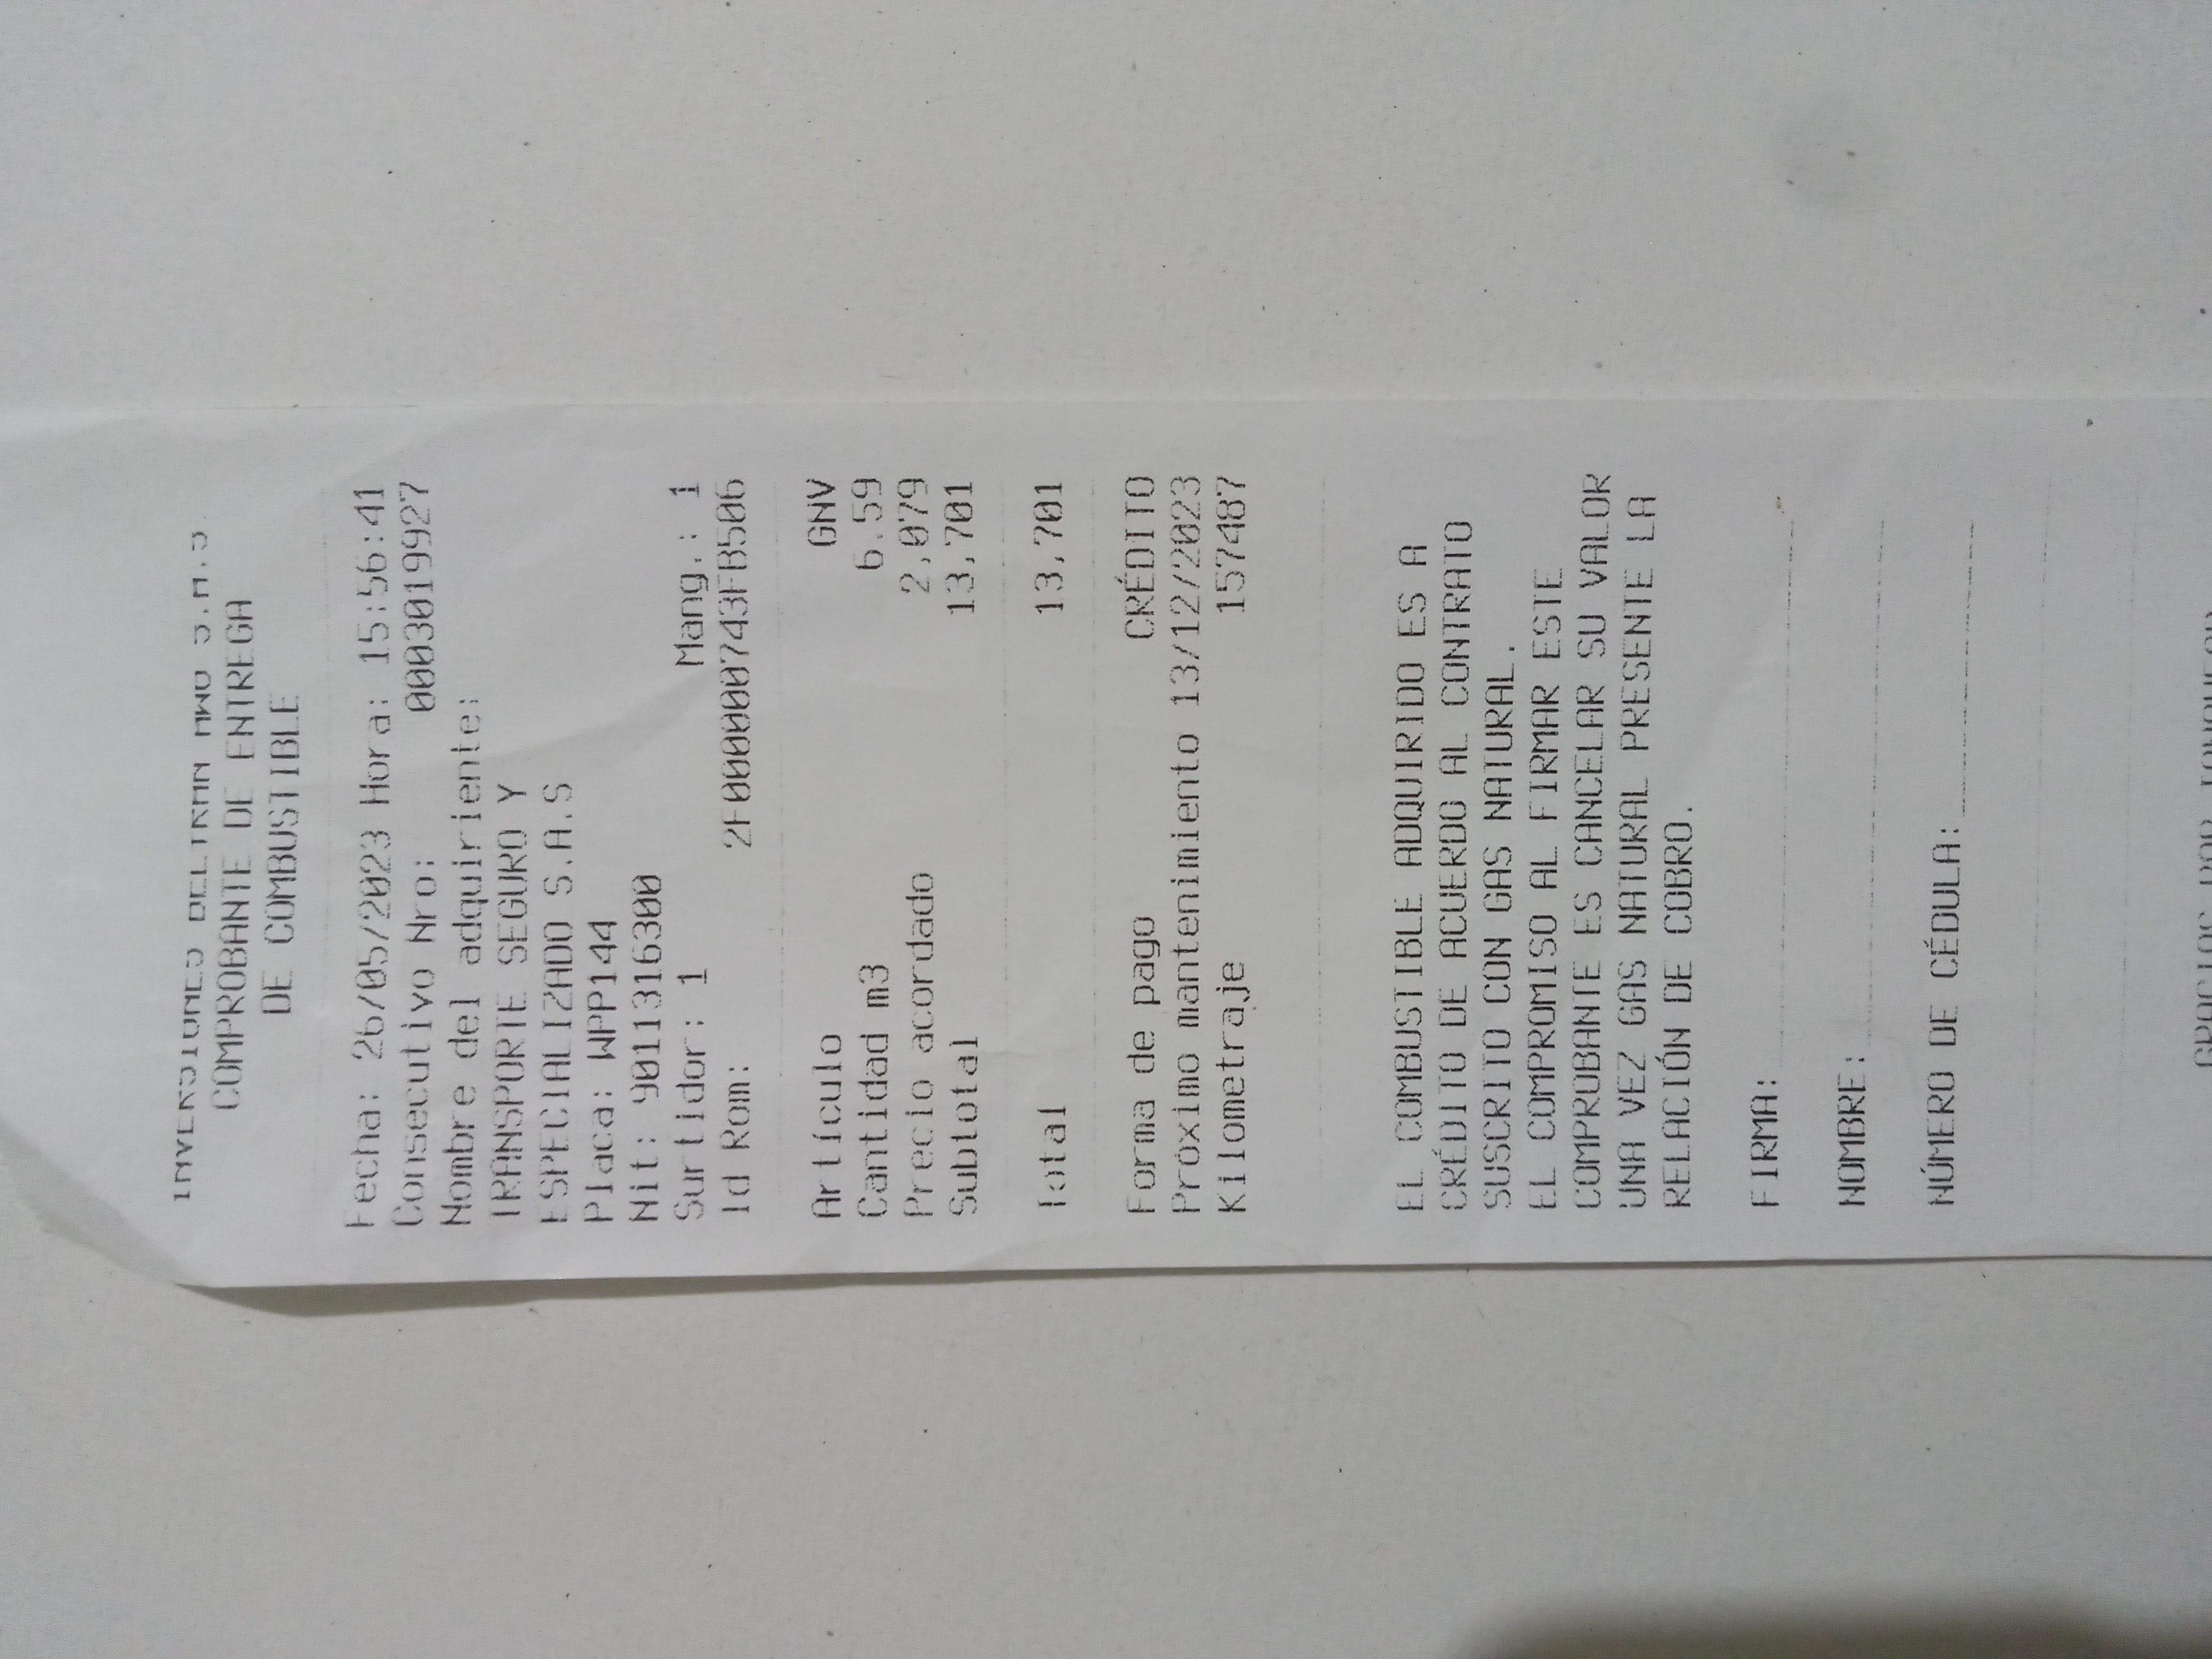 COMPROBANTE DE ENTREGA
DE COMBUSTIBLE
Fecha: 26/05/2023 Hora: 15:56:41
Consecutivo Nro: 0003019927
Nombre del adquiriente:
TRANSPORTE SEGURO Y
ESPECIALIZADO S.A.S
Placa: WPP144
Nit: 9011316300
Surtidor: 1 Mang.: 1
Id Rom: 2F00000743FB506
Artículo GNV
Cantidad m3 6.59
Precio acordado 2,079
Subtotal 13,701
Total 13,701
Forma de pago CRÉDITO
Próximo mantenimiento 13/12/2023
Kilometraje 157487
EL COMBUSTIBLE ADQUIRIDO ES A
CRÉDITO DE ACUERDO AL CONTRATO
SUSCRITO CON GAS NATURAL.
EL COMPROMISO AL FIRMAR ESTE
COMPROBANTE ES CANCELAR SU VALOR
UNA VEZ GAS NATURAL PRESENTE LA
RELACIÓN DE COBRO.
FIRMA:
NOMBRE:
NÚMERO DE CÉDULA:
GRACIAS POR